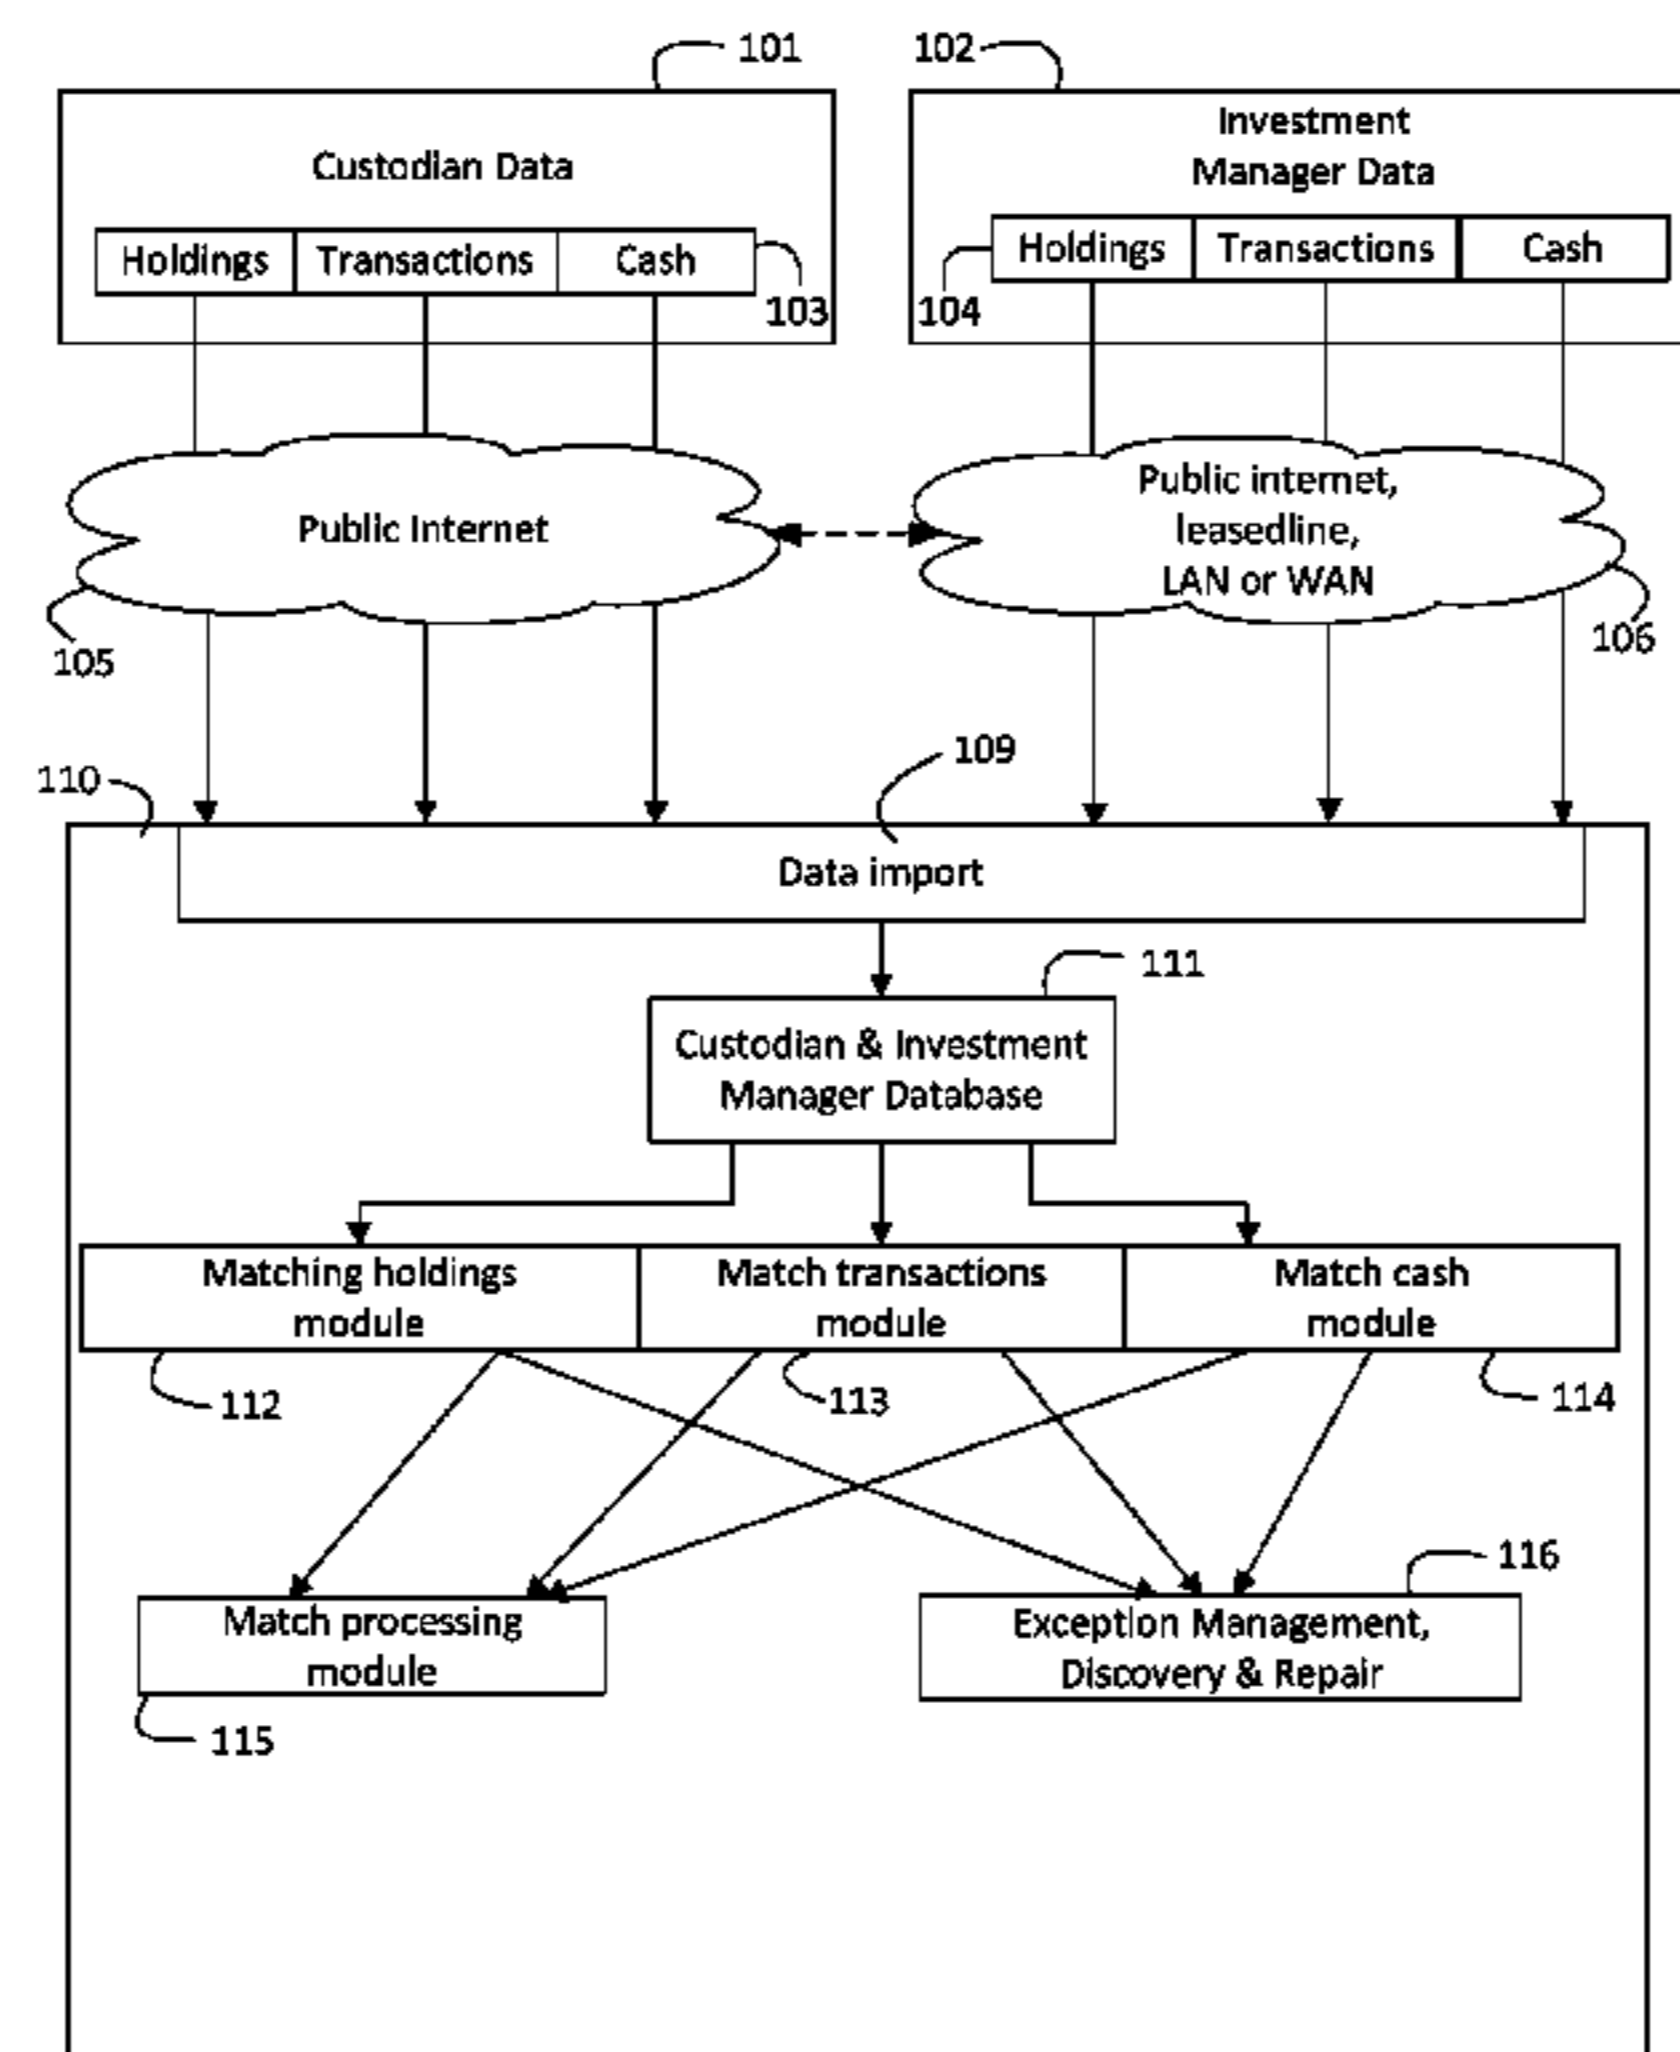 101
102
Custodian Data
Investment
Manager Data
Holdings
Transactions
Cash
Holdings
Transactions
Cash
103
104
Public Internet
Public internet,
leasedline,
LAN or WAN
105
106
109
110
Data import
111
Custodian & Investment
Manager Database
Matching holdings
module
Match transactions
module
Match cash
module
112
113
114
116
Match processing
module
Exception Management,
Discovery & Repair
115